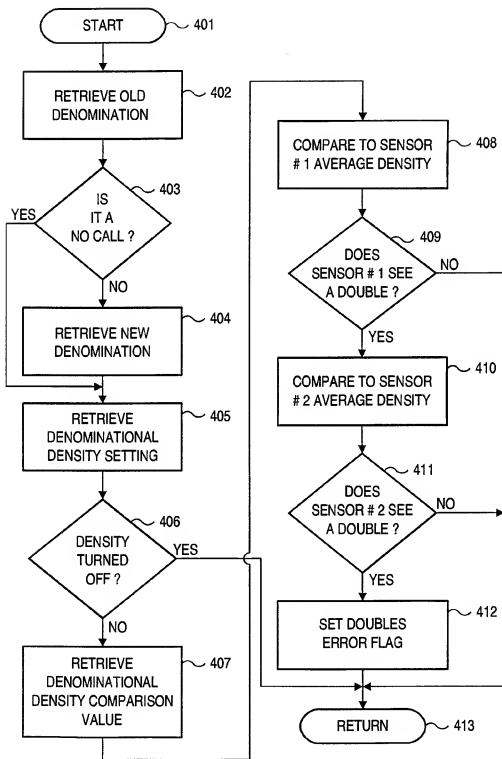 START
401
RETRIEVE OLD
DENOMINATION
402
403
IS
IT A
NO CALL ?
YES
NO
RETRIEVE NEW
DENOMINATION
404
RETRIEVE
DENOMINATIONAL
DENSITY SETTING
405
406
DENSITY
TURNED
OFF ?
YES
NO
RETRIEVE
DENOMINATIONAL
DENSITY COMPARISON
VALUE
407
COMPARE TO SENSOR
# 1 AVERAGE DENSITY
408
409
DOES
SENSOR # 1 SEE
A DOUBLE ?
NO
YES
COMPARE TO SENSOR
# 2 AVERAGE DENSITY
410
411
DOES
SENSOR # 2 SEE
A DOUBLE ?
NO
YES
SET DOUBLES
ERROR FLAG
412
RETURN
413